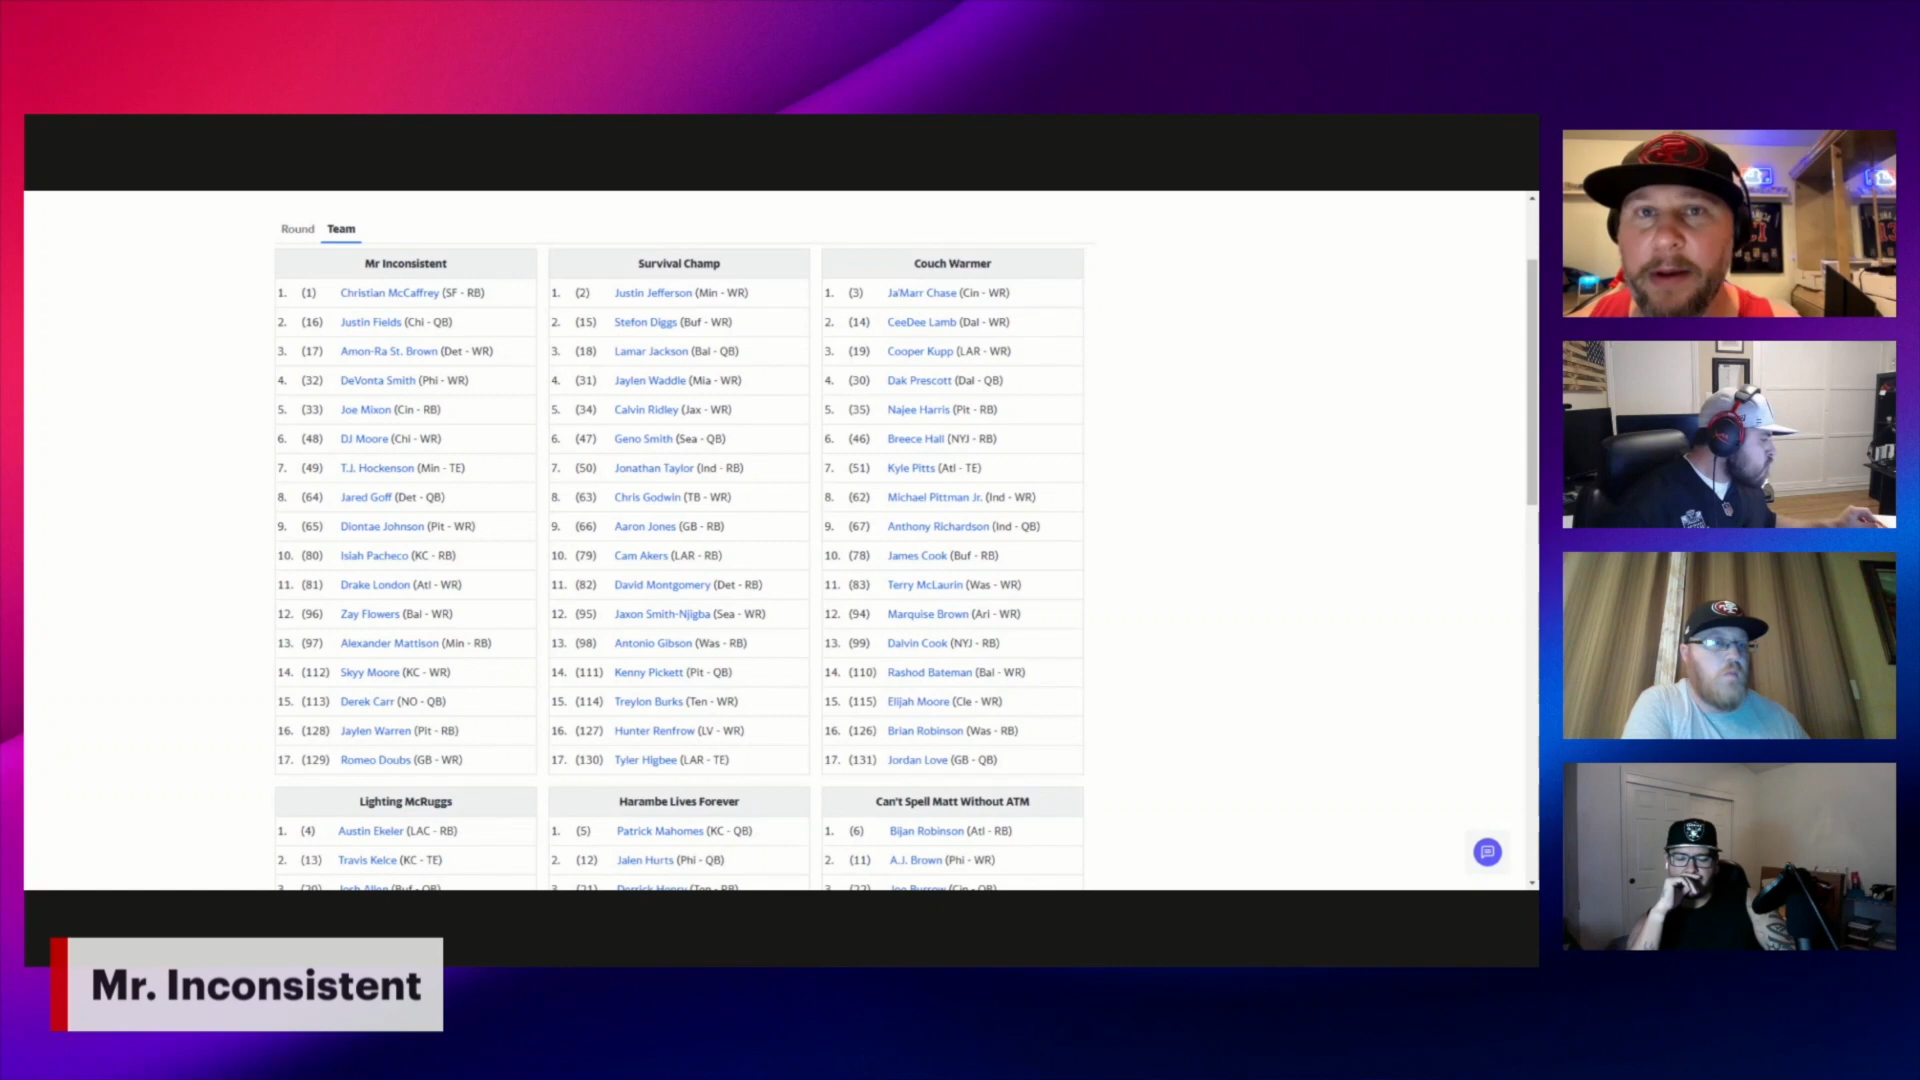 Round Team
Mr Inconsistent
1. (1) Christian McCaffrey (SF - RB)
2. (16) Justin Fields (Chi - QB)
3. (17) Amon-Ra St. Brown (Det - WR)
4. (32) DeVonta Smith (Phi - WR)
5. (33) Joe Mixon (Cin - RB)
6. (48) DJ Moore (Chi - WR)
7. (49) T.J. Hockenson (Min - TE)
8. (64) Jared Goff (Det - QB)
9. (65) Diontae Johnson (Pit - WR)
10. (80) Isiah Pacheco (KC - RB)
11. (81) Drake London (Atl - WR)
12. (96) Zay Flowers (Bal - WR)
13. (97) Alexander Mattison (Min - RB)
14. (112) Skyy Moore (KC - WR)
15. (113) Derek Carr (NO - QB)
16. (128) Jaylen Warren (Pit - RB)
17. (129) Romeo Doubs (GB - WR)
Survival Champ
1. (2) Justin Jefferson (Min - WR)
2. (15) Stefon Diggs (Buf - WR)
3. (18) Lamar Jackson (Bal - QB)
4. (31) Jaylen Waddle (Mia - WR)
5. (34) Calvin Ridley (Jax - WR)
6. (47) Geno Smith (Sea - QB)
7. (50) Jonathan Taylor (Ind - RB)
8. (63) Chris Godwin (TB - WR)
9. (66) Aaron Jones (GB - RB)
10. (79) Cam Akers (LAR - RB)
11. (82) David Montgomery (Det - RB)
12. (95) Jaxon Smith-Njigba (Sea - WR)
13. (98) Antonio Gibson (Was - RB)
14. (111) Kenny Pickett (Pit - QB)
15. (114) Treylon Burks (Ten - WR)
16. (127) Hunter Renfrow (LV - WR)
17. (130) Tyler Higbee (LAR - TE)
Couch Warmer
1. (3) Ja'Marr Chase (Cin - WR)
2. (14) CeeDee Lamb (Dal - WR)
3. (19) Cooper Kupp (LAR - WR)
4. (30) Dak Prescott (Dal - QB)
5. (35) Najee Harris (Pit - RB)
6. (46) Breece Hall (NYJ - RB)
7. (51) Kyle Pitts (Atl - TE)
8. (62) Michael Pittman Jr. (Ind - WR)
9. (67) Anthony Richardson (Ind - QB)
10. (78) James Cook (Buf - RB)
11. (83) Terry McLaurin (Was - WR)
12. (94) Marquise Brown (Ari - WR)
13. (99) Dalvin Cook (NYJ - RB)
14. (110) Rashod Bateman (Bal - WR)
15. (115) Elijah Moore (Cle - WR)
16. (126) Brian Robinson (Was - RB)
17. (131) Jordan Love (GB - QB)
Lighting McRuggs
1. (4) Austin Ekeler (LAC - RB)
2. (13) Travis Kelce (KC - TE)
3. (20) Josh Allen (Buf - QB)
Harambe Lives Forever
1. (5) Patrick Mahomes (KC - QB)
2. (12) Jalen Hurts (Phi - QB)
3. (21) Derrick Henry (Ten - RB)
Can't Spell Matt Without ATM
1. (6) Bijan Robinson (Atl - RB)
2. (11) A.J. Brown (Phi - WR)
3. (22) Joe Burrow (Cin - QB)
Mr. Inconsistent